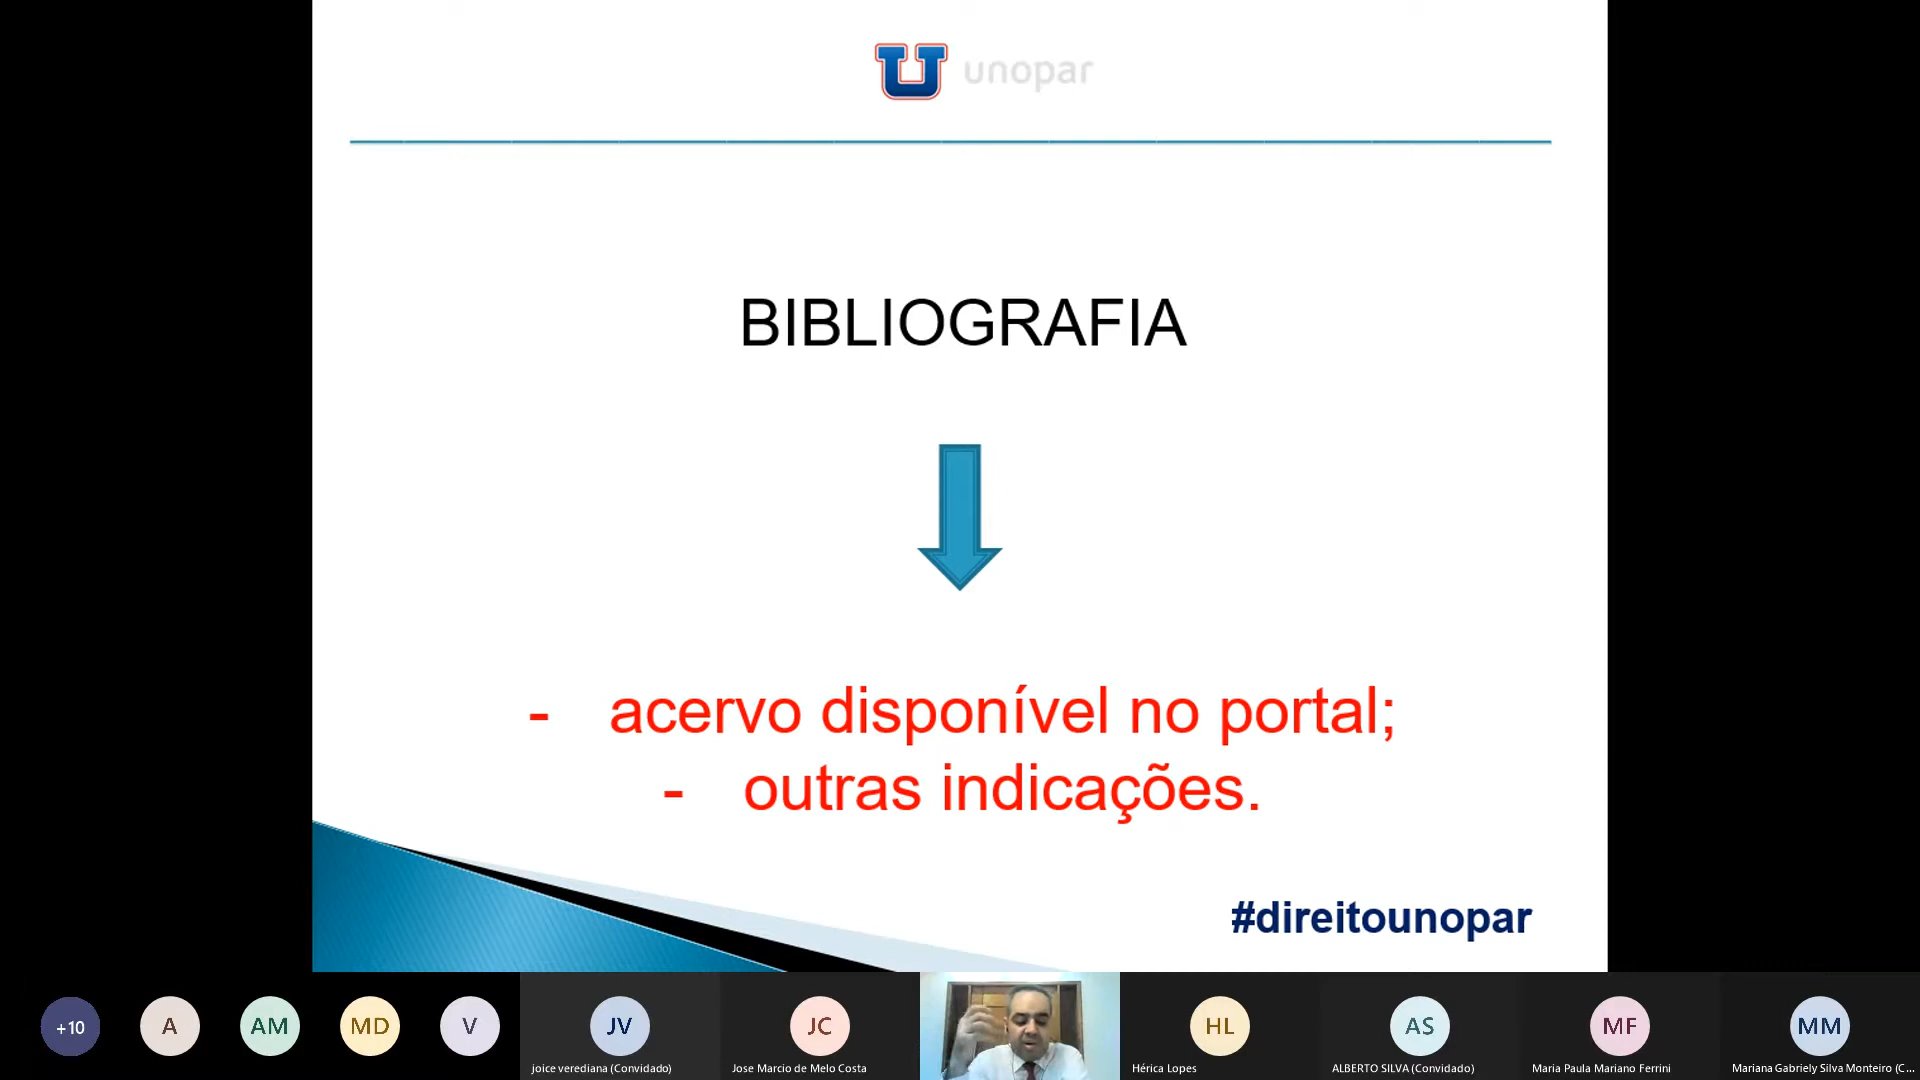 unopar
BIBLIOGRAFIA
- acervo disponível no portal;
- outras indicações.
#direitounopar
+10
A
AM
MD
V
JV
JC
HL
AS
MF
MM
joice verediana (Convidado)
Jose Marcio de Melo Costa
Hérica Lopes
ALBERTO SILVA (Convidado)
Maria Paula Mariano Ferrini
Mariana Gabriely Silva Monteiro (C...